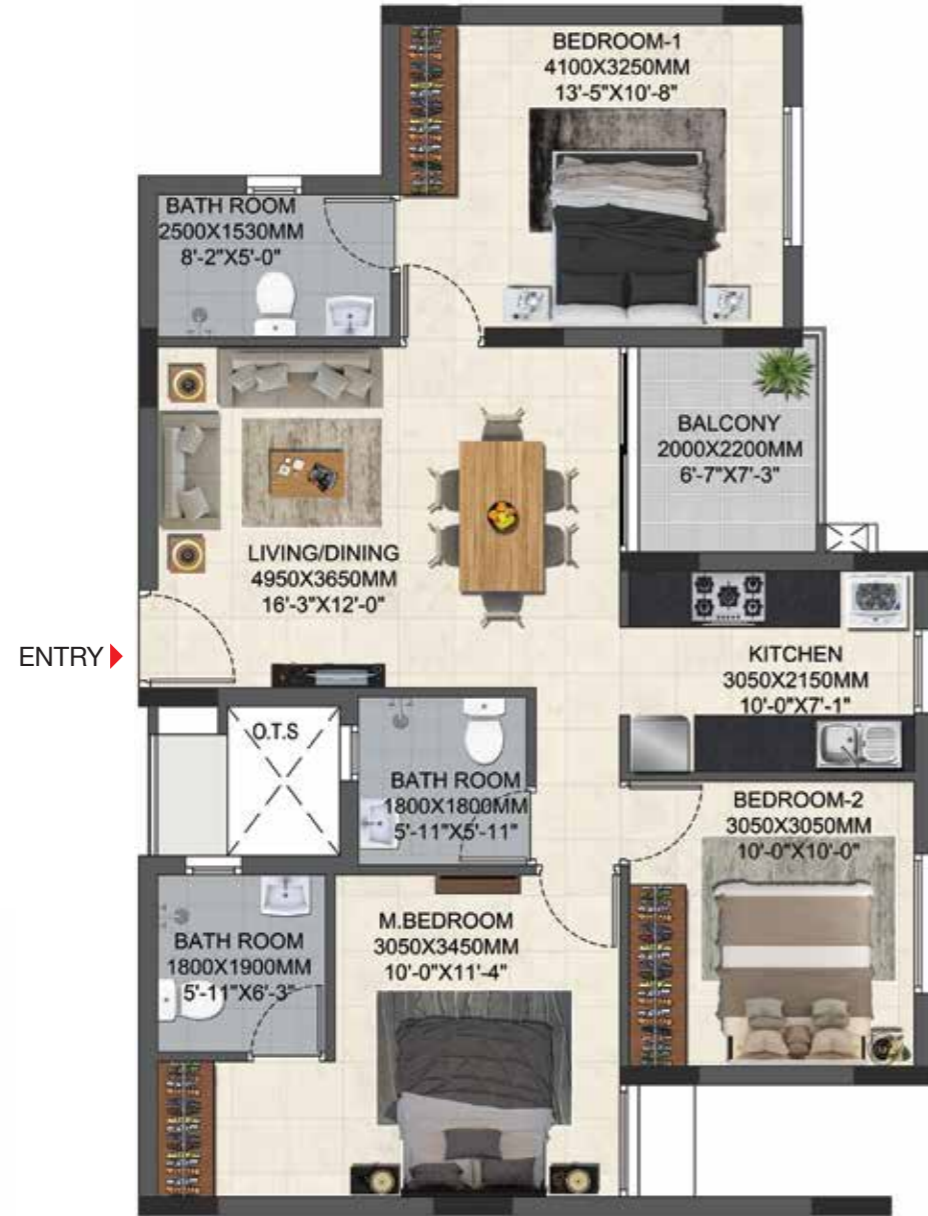 BEDROOM-1
4100X3250MM
13'-5"X10'-8"
BATH ROOM
2500X1530MM
8'-2"X5'-0"
BALCONY
2000X2200MM
6'-7"X7'-3"
LIVING/DINING
4950X3650MM
16'-3"X12'-0"
ENTRY
KITCHEN
3050X2150MM
10'-0"X7'-1"
O.T.S
BATH ROOM
1800X1800MM
5'-11"X5'-11"
BEDROOM-2
3050X3050MM
10'-0"X10'-0"
M.BEDROOM
3050X3450MM
10'-0"X11'-4"
BATH ROOM
1800X1900MM
5'-11"X6'-3"